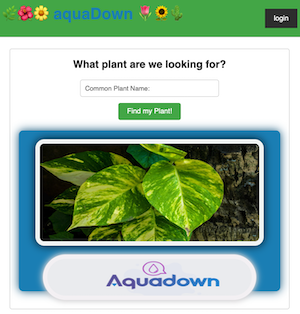 aquaDown
login
What plant are we looking for?
Common Plant Name:
Find my Plant!
Aquadown